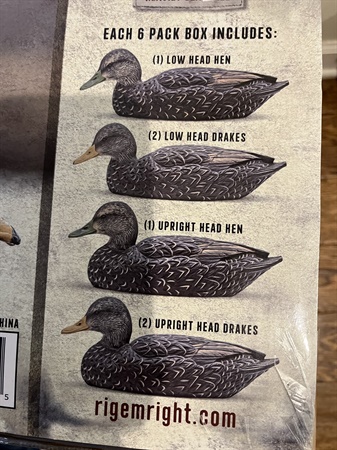 EACH 6 PACK BOX INCLUDES:
(1) LOW HEAD HEN
(2) LOW HEAD DRAKES
(1) UPRIGHT HEAD HEN
(2) UPRIGHT HEAD DRAKES
HINA
5
rigemright.com